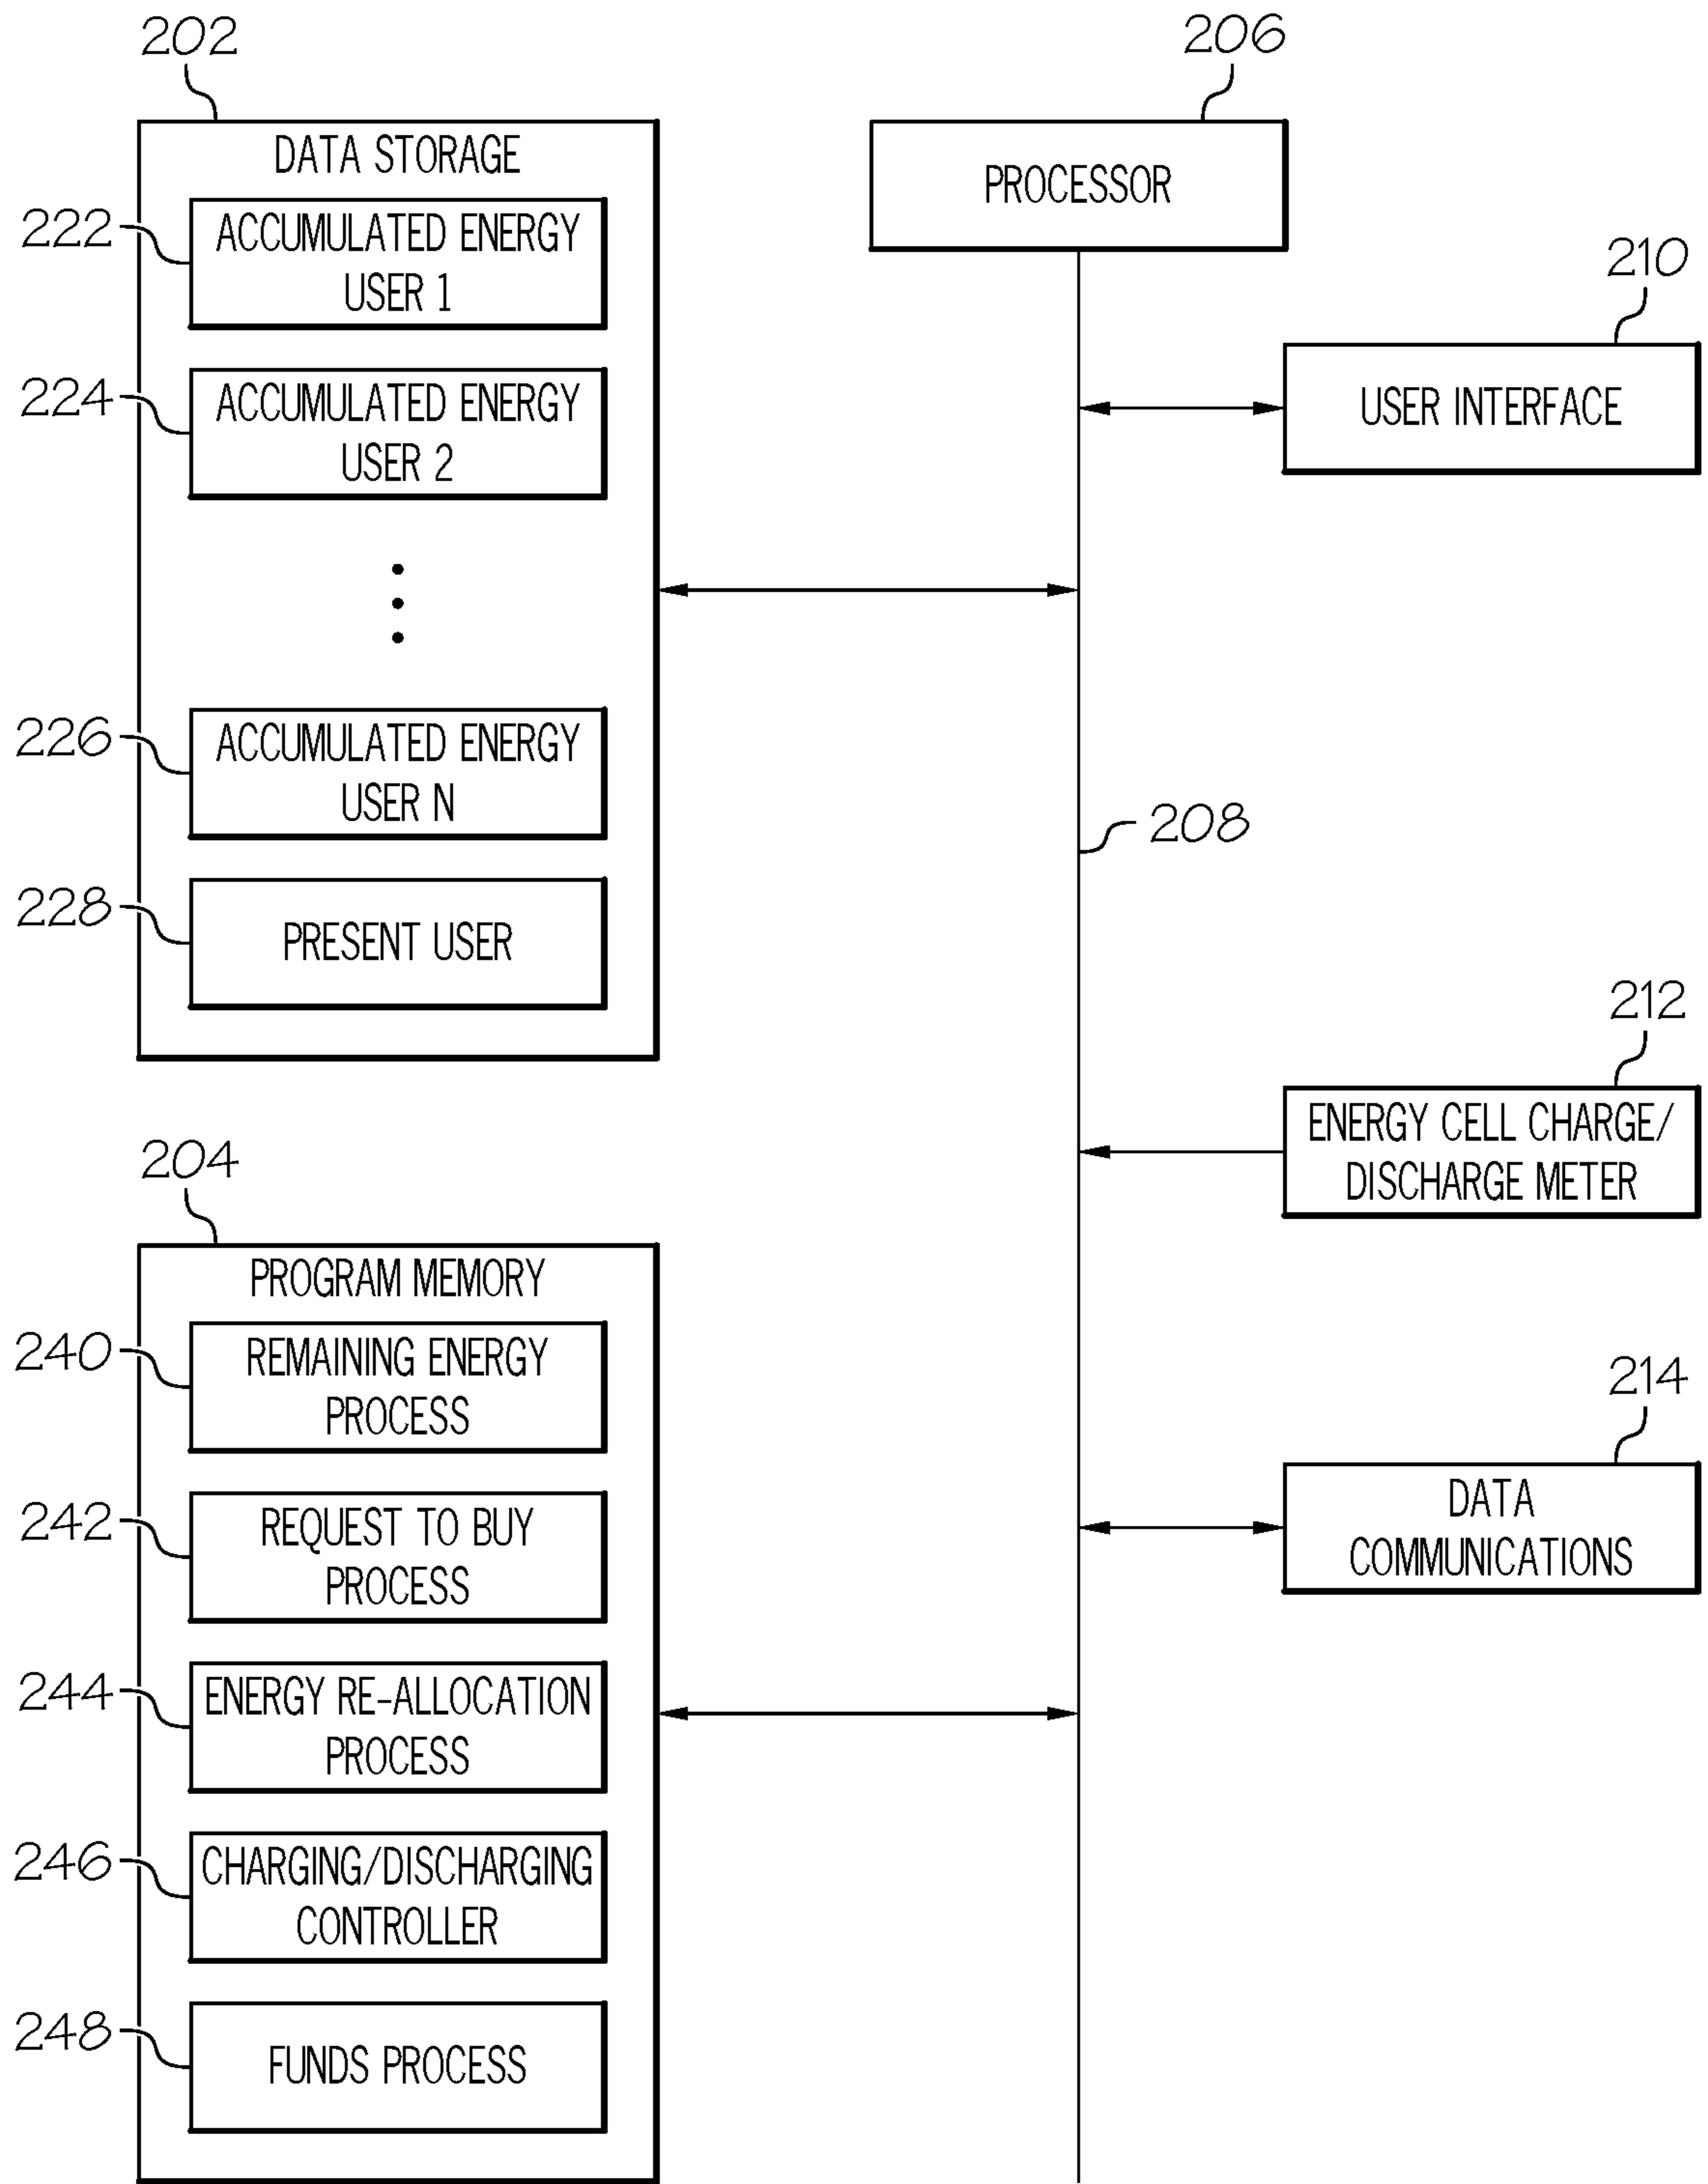 202
DATA STORAGE
222
ACCUMULATED ENERGY
USER 1
224
ACCUMULATED ENERGY
USER 2
226
ACCUMULATED ENERGY
USER N
228
PRESENT USER
204
PROGRAM MEMORY
240
REMAINING ENERGY
PROCESS
242
REQUEST TO BUY
PROCESS
244
ENERGY RE-ALLOCATION
PROCESS
246
CHARGING/DISCHARGING
CONTROLLER
248
FUNDS PROCESS
206
PROCESSOR
208
210
USER INTERFACE
212
ENERGY CELL CHARGE/
DISCHARGE METER
214
DATA
COMMUNICATIONS